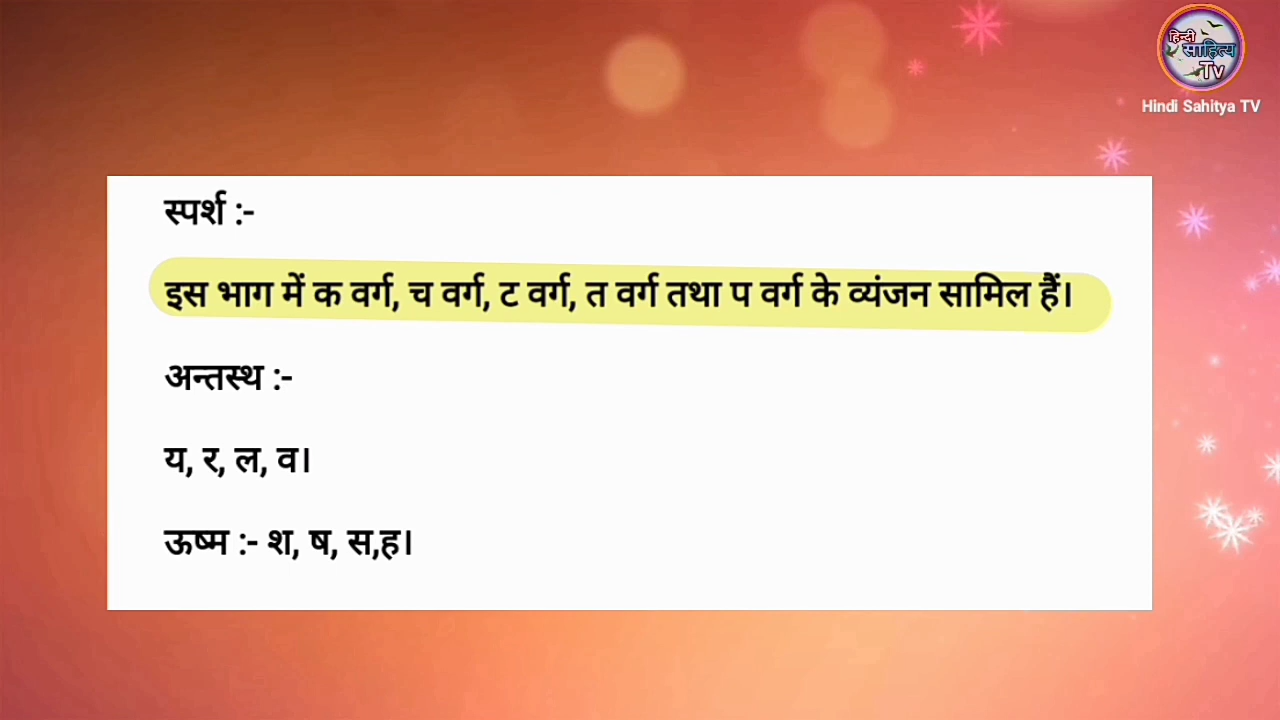 हिन्दी
साहित्य
Tv
Hindi Sahitya TV
स्पर्श :-
इस भाग में क वर्ग, च वर्ग, ट वर्ग, त वर्ग तथा प वर्ग के व्यंजन सामिल हैं।
अन्तस्थ :-
य, र, ल, व।
ऊष्म :- श, ष, स,ह।